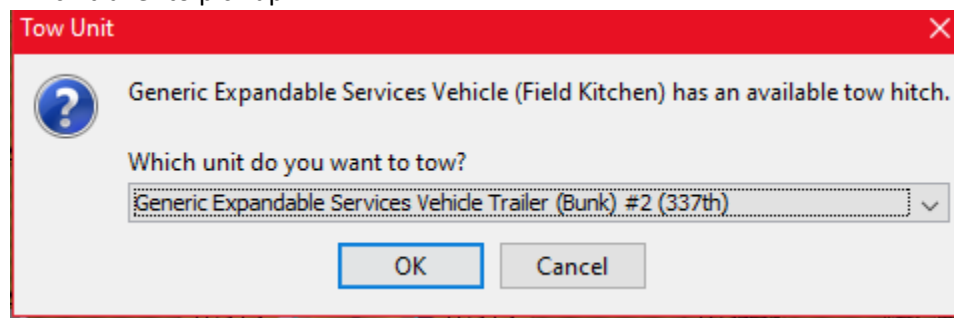 Tow Unit
Generic Expandable Services Vehicle (Field Kitchen) has an available tow hitch.
Which unit do you want to tow?
Generic Expandable Services Vehicle Trailer (Bunk) #2 (337th)
OK Cancel